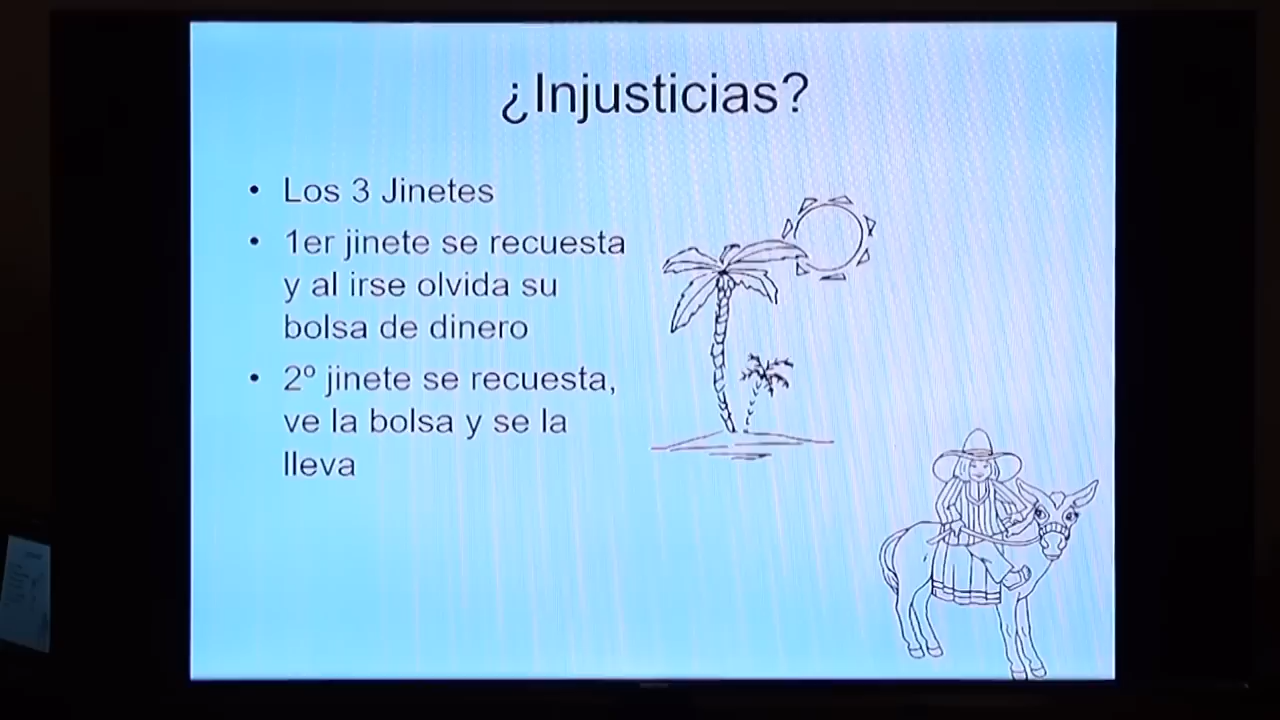 ¿Injusticias?
• Los 3 Jinetes
• 1er jinete se recuesta
y al irse olvida su
bolsa de dinero
• 2º jinete se recuesta,
ve la bolsa y se la
lleva